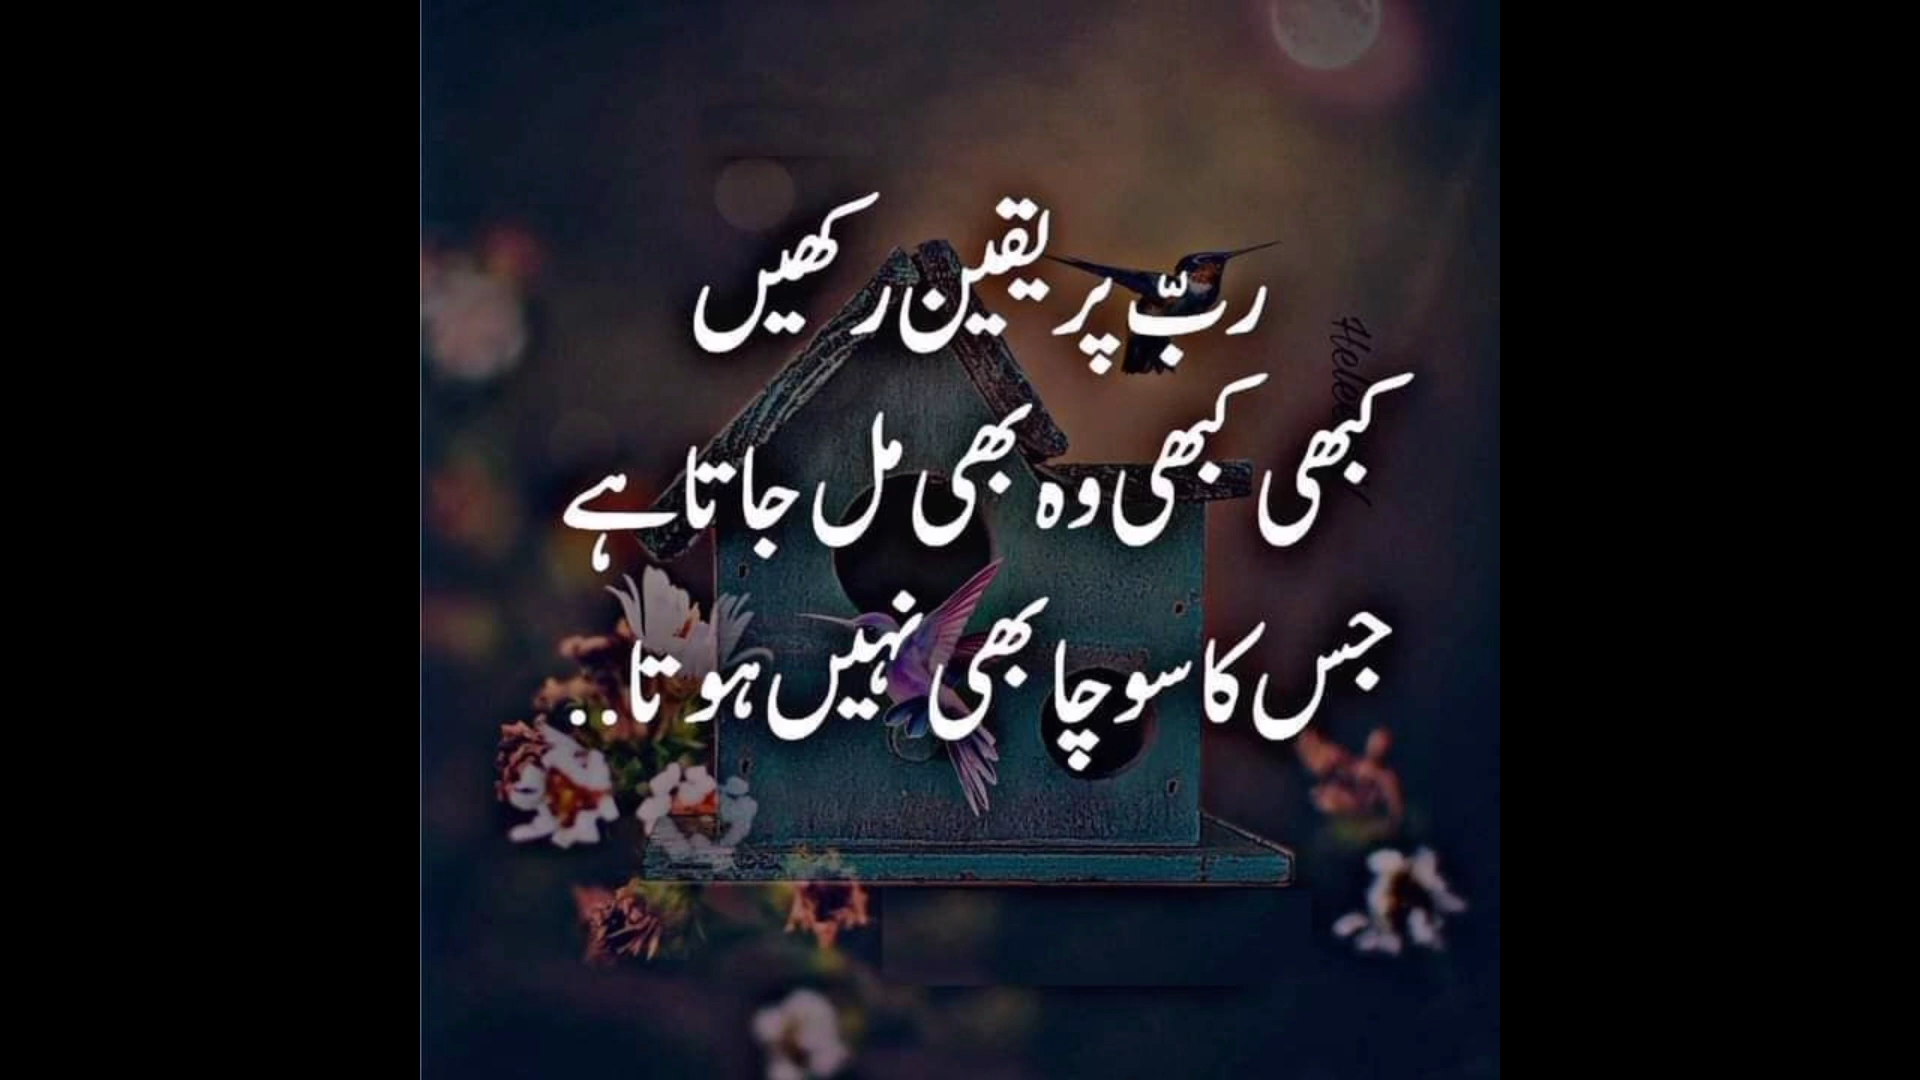 ربّ پر یقین رکھیں
کبھی کبھی وہ بھی مل جاتا ہے
جس کا سوچا بھی نہیں ہوتا..